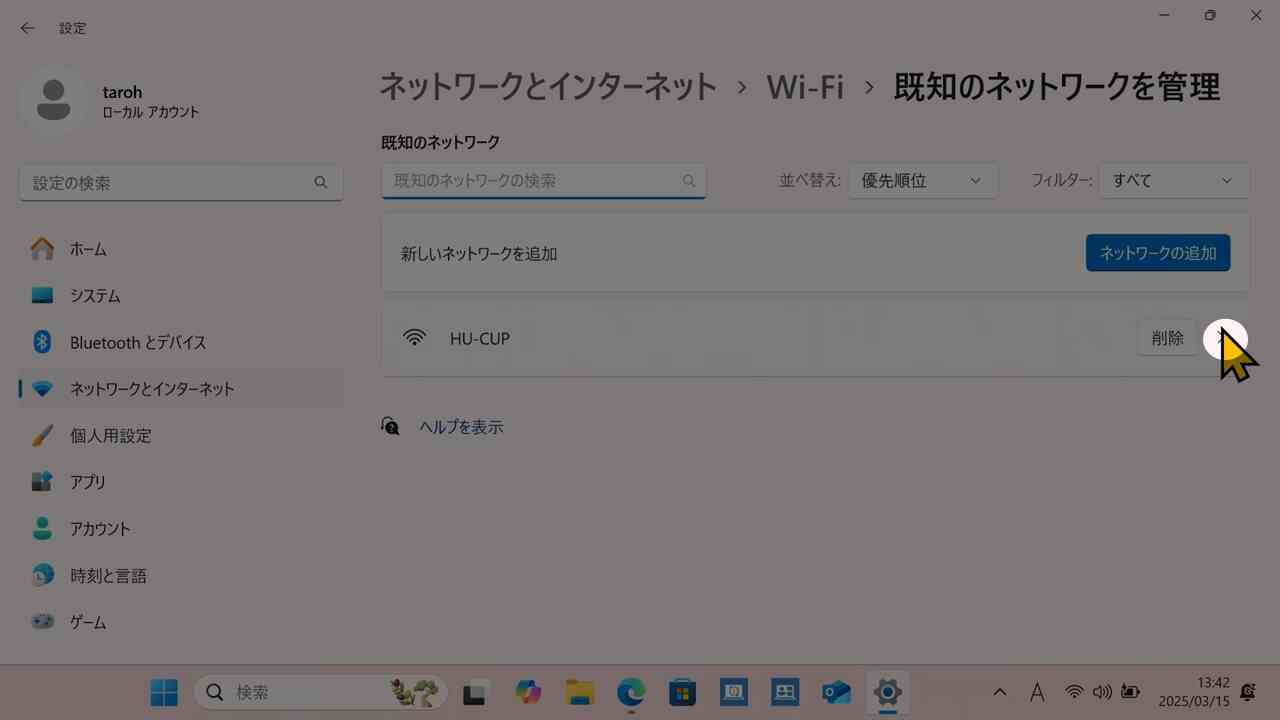 設定
taroh
ローカル アカウント
設定の検索
ホーム
システム
Bluetooth とデバイス
ネットワークとインターネット
個人用設定
アプリ
アカウント
時刻と言語
ゲーム
ネットワークとインターネット › Wi-Fi › 既知のネットワークを管理
既知のネットワーク
既知のネットワークの検索
並べ替え: 優先順位
フィルター: すべて
新しいネットワークを追加
ネットワークの追加
HU-CUP
削除
ヘルプを表示
検索
A
13:42
2025/03/15